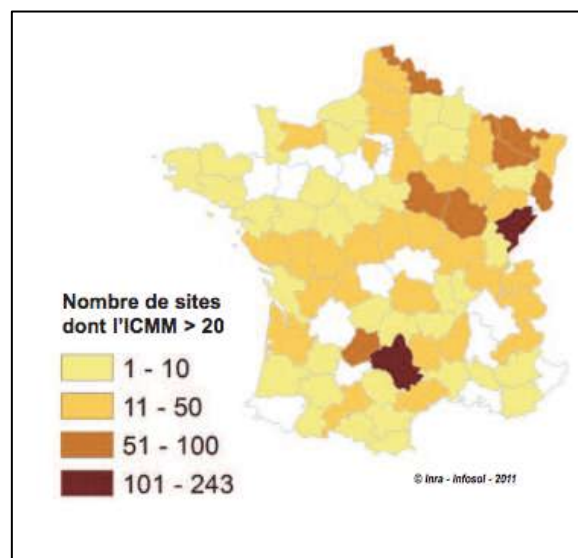 Nombre de sites
dont l'ICMM > 20
1 - 10
11 - 50
51 - 100
101 - 243
© Inra - Infosol - 2011